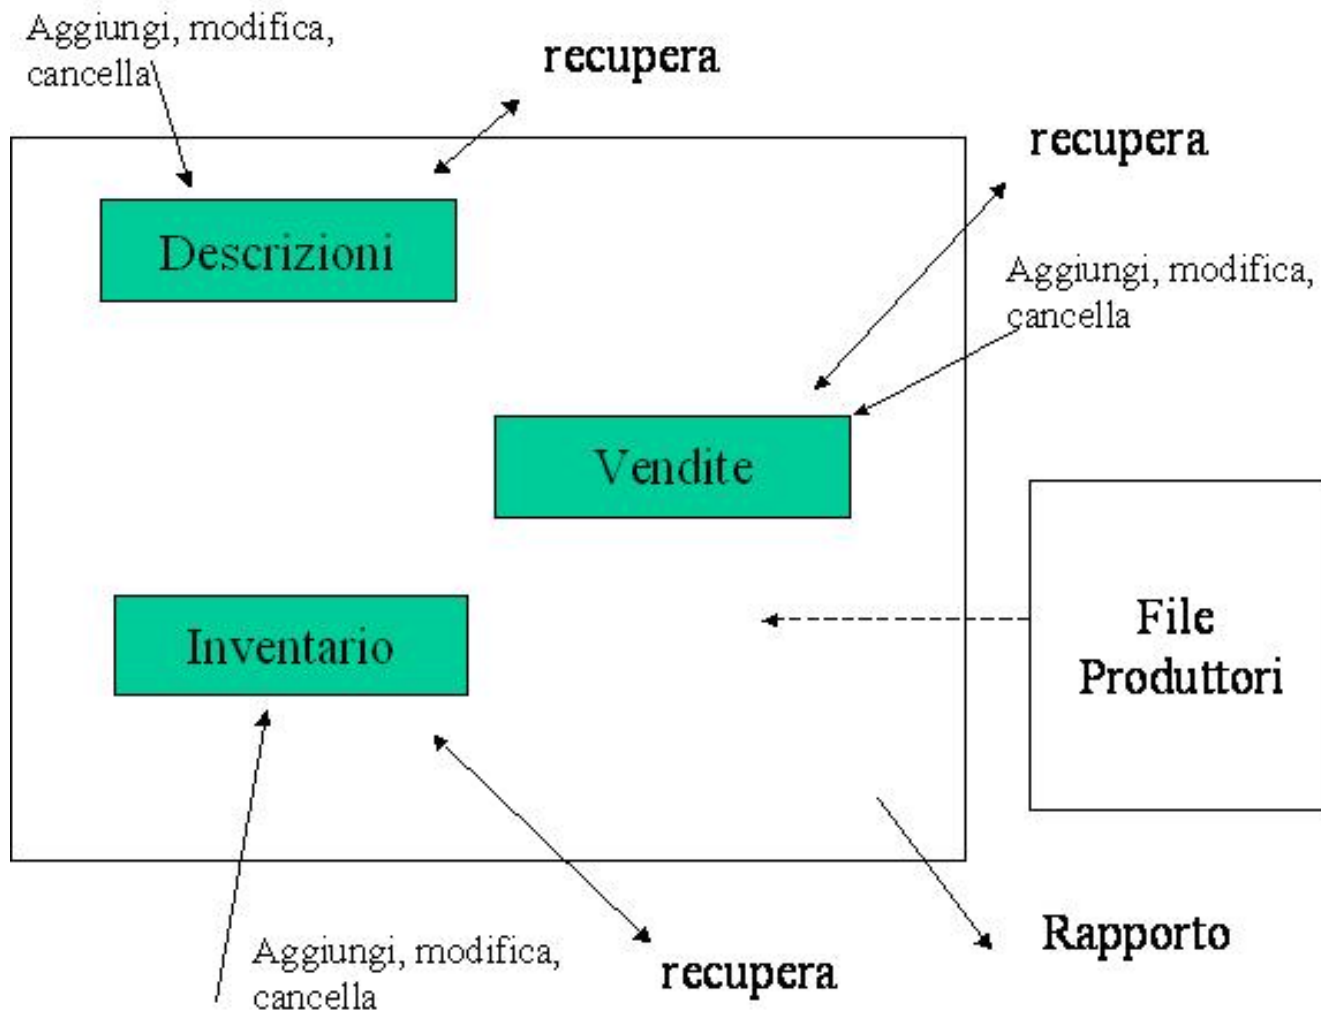 Aggiungi, modifica,
cancella
recupera
recupera
Descrizioni
Aggiungi, modifica,
cancella
Vendite
File
Produttori
Inventario
Rapporto
Aggiungi, modifica,
cancella
recupera